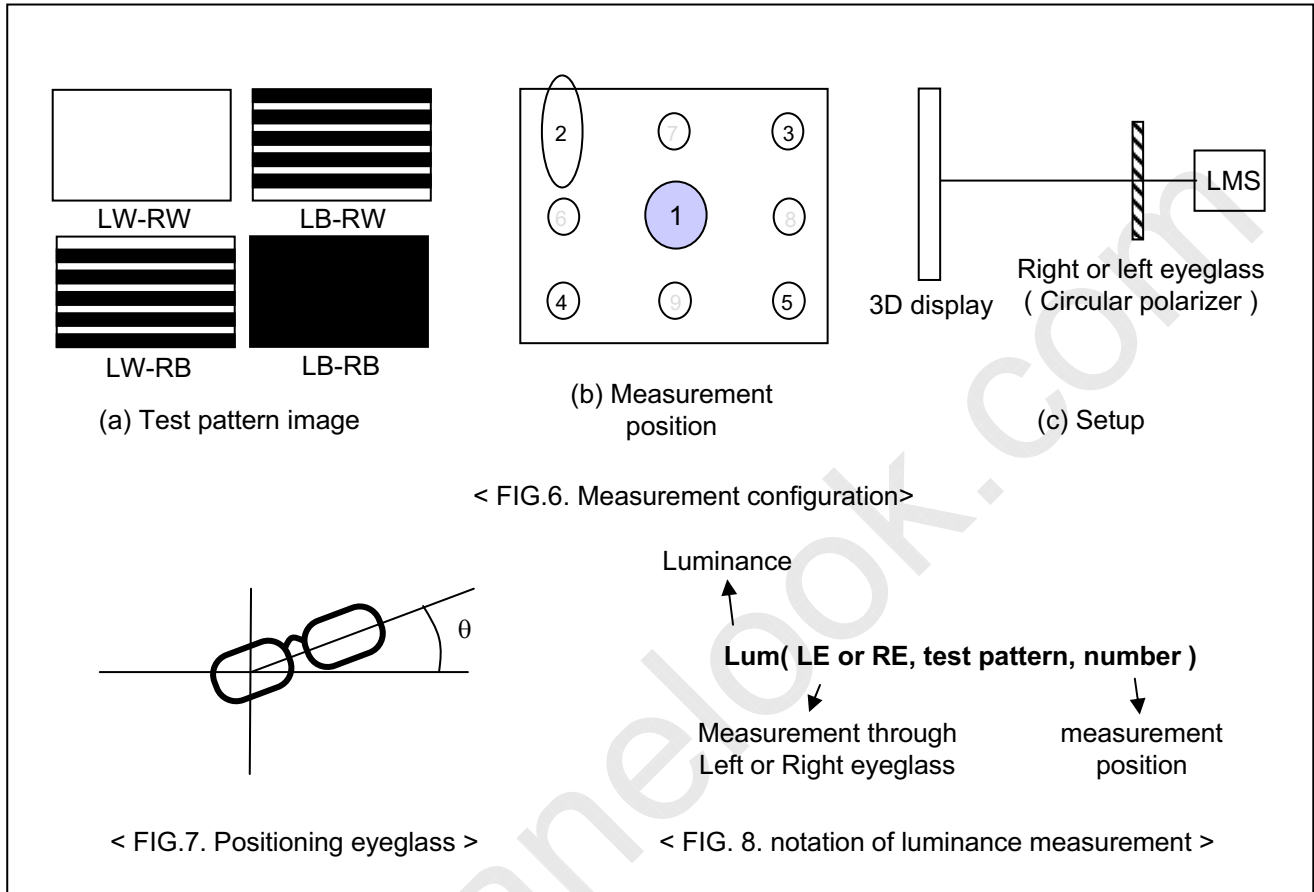 LW-RW
LB-RW
LW-RB
LB-RB
(a) Test pattern image
2
7
3
6
1
8
4
9
5
(b) Measurement
position
LMS
3D display
Right or left eyeglass
( Circular polarizer )
(c) Setup
< FIG.6. Measurement configuration>
θ
< FIG.7. Positioning eyeglass >
Luminance
Lum( LE or RE, test pattern, number )
Measurement through
Left or Right eyeglass
measurement
position
< FIG. 8. notation of luminance measurement >
anelook.com